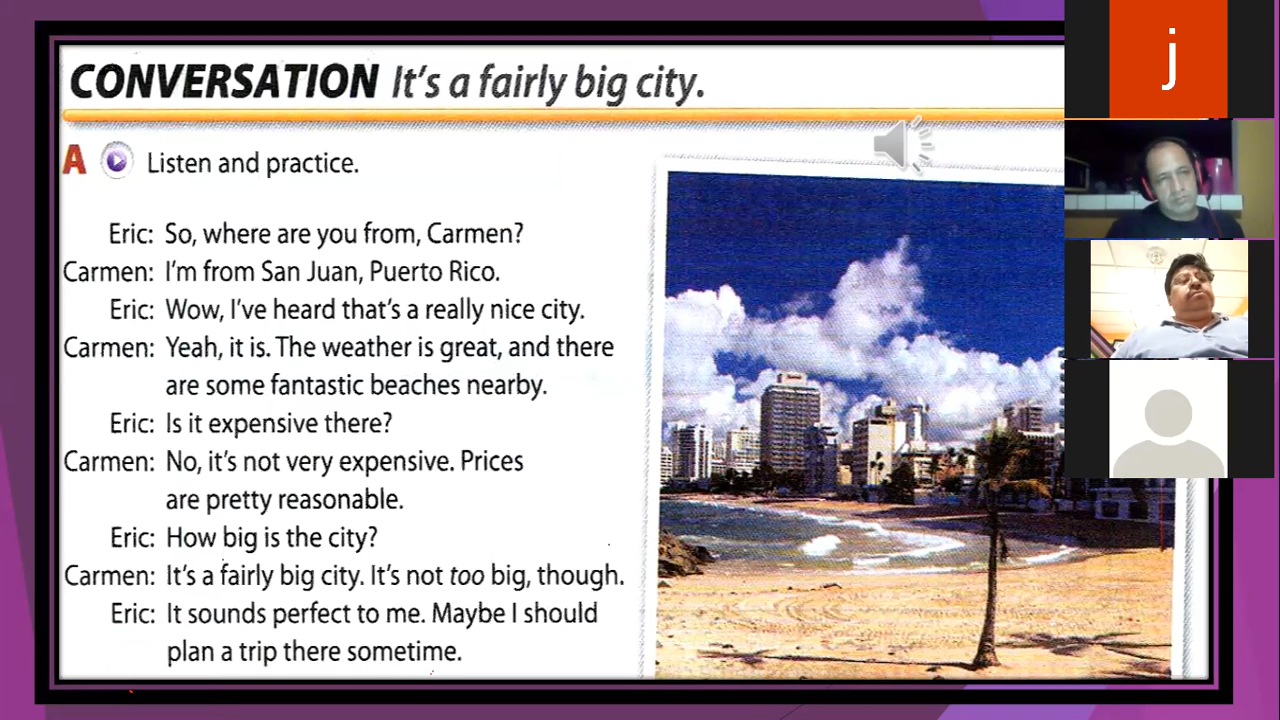 CONVERSATION It's a fairly big city.
A Listen and practice.
Eric: So, where are you from, Carmen?
Carmen: I'm from San Juan, Puerto Rico.
Eric: Wow, I've heard that's a really nice city.
Carmen: Yeah, it is. The weather is great, and there
are some fantastic beaches nearby.
Eric: Is it expensive there?
Carmen: No, it's not very expensive. Prices
are pretty reasonable.
Eric: How big is the city?
Carmen: It's a fairly big city. It's not too big, though.
Eric: It sounds perfect to me. Maybe I should
plan a trip there sometime.
j